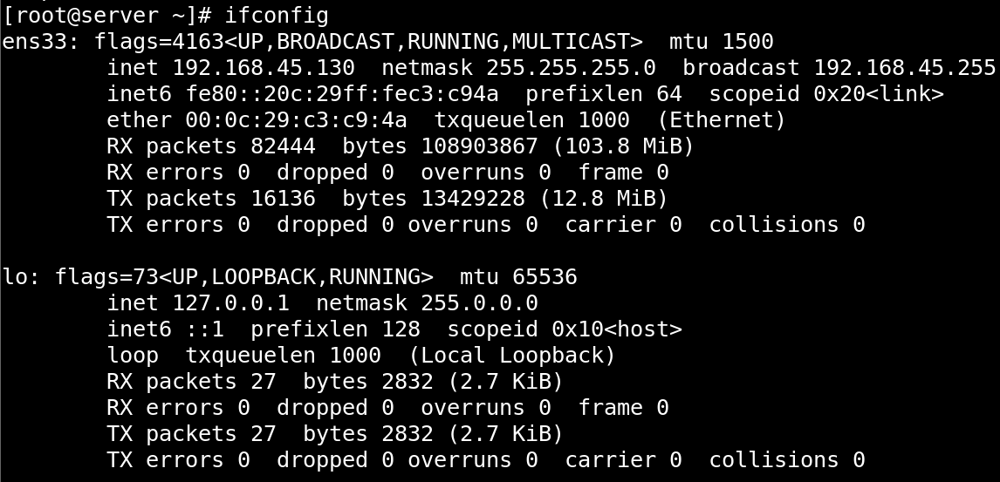 [root@server ~]# ifconfig
ens33: flags=4163<UP,BROADCAST,RUNNING,MULTICAST>  mtu 1500
        inet 192.168.45.130  netmask 255.255.255.0  broadcast 192.168.45.255
        inet6 fe80::20c:29ff:fec3:c94a  prefixlen 64  scopeid 0x20<link>
        ether 00:0c:29:c3:c9:4a  txqueuelen 1000  (Ethernet)
        RX packets 82444  bytes 108903867 (103.8 MiB)
        RX errors 0  dropped 0  overruns 0  frame 0
        TX packets 16136  bytes 13429228 (12.8 MiB)
        TX errors 0  dropped 0 overruns 0  carrier 0  collisions 0

lo: flags=73<UP,LOOPBACK,RUNNING>  mtu 65536
        inet 127.0.0.1  netmask 255.0.0.0
        inet6 ::1  prefixlen 128  scopeid 0x10<host>
        loop  txqueuelen 1000  (Local Loopback)
        RX packets 27  bytes 2832 (2.7 KiB)
        RX errors 0  dropped 0  overruns 0  frame 0
        TX packets 27  bytes 2832 (2.7 KiB)
        TX errors 0  dropped 0 overruns 0  carrier 0  collisions 0